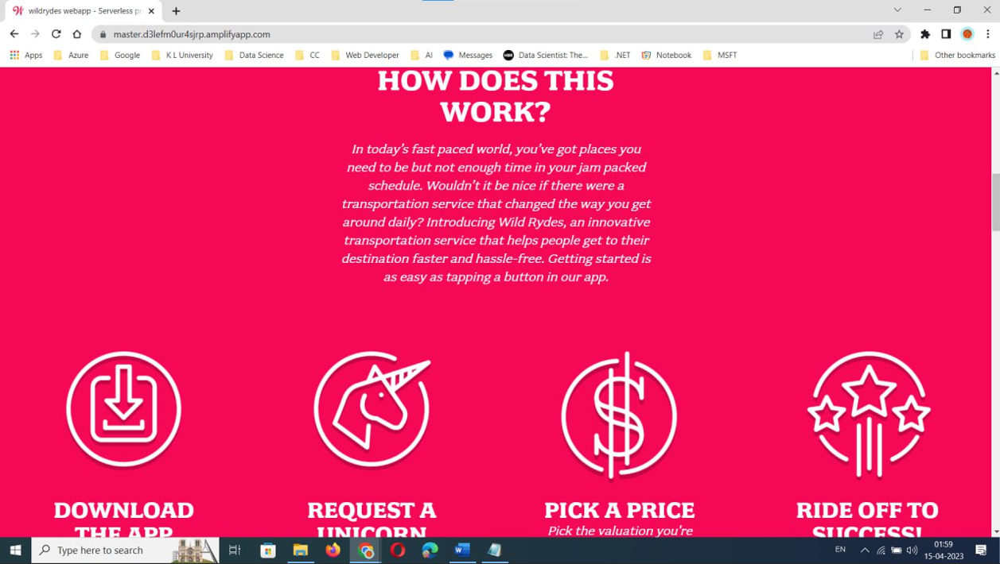 wildrydes webapp - Serverless pr
master.d3lefm0ur4sjrp.amplifyapp.com
Apps Azure Google K L University Data Science CC Web Developer AI Messages Data Scientist: The... .NET Notebook MSFT Other bookmarks
HOW DOES THIS
WORK?
In today's fast paced world, you've got places you
need to be but not enough time in your jam packed
schedule. Wouldn't it be nice if there were a
transportation service that changed the way you get
around daily? Introducing Wild Rydes, an innovative
transportation service that helps people get to their
destination faster and hassle-free. Getting started is
as easy as tapping a button in our app.
DOWNLOAD
THE APP
REQUEST A
UNICORN
PICK A PRICE
Pick the valuation you're
RIDE OFF TO
SUCCESS!
Type here to search
EN
01:59
15-04-2023